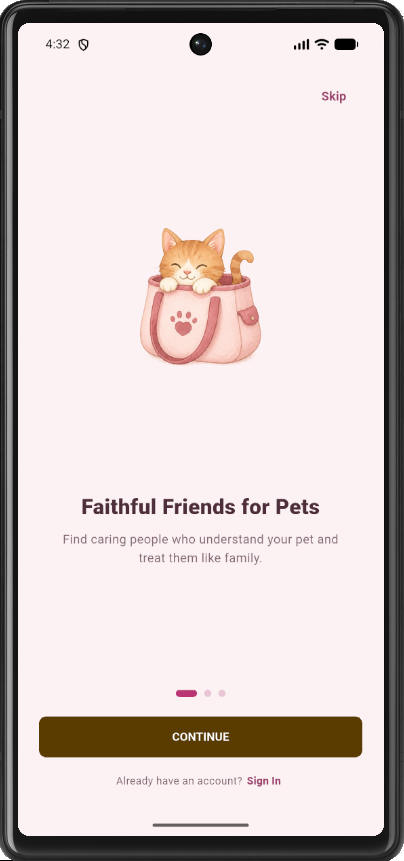 4:32
Skip
Faithful Friends for Pets
Find caring people who understand your pet and
treat them like family.
CONTINUE
Already have an account? Sign In